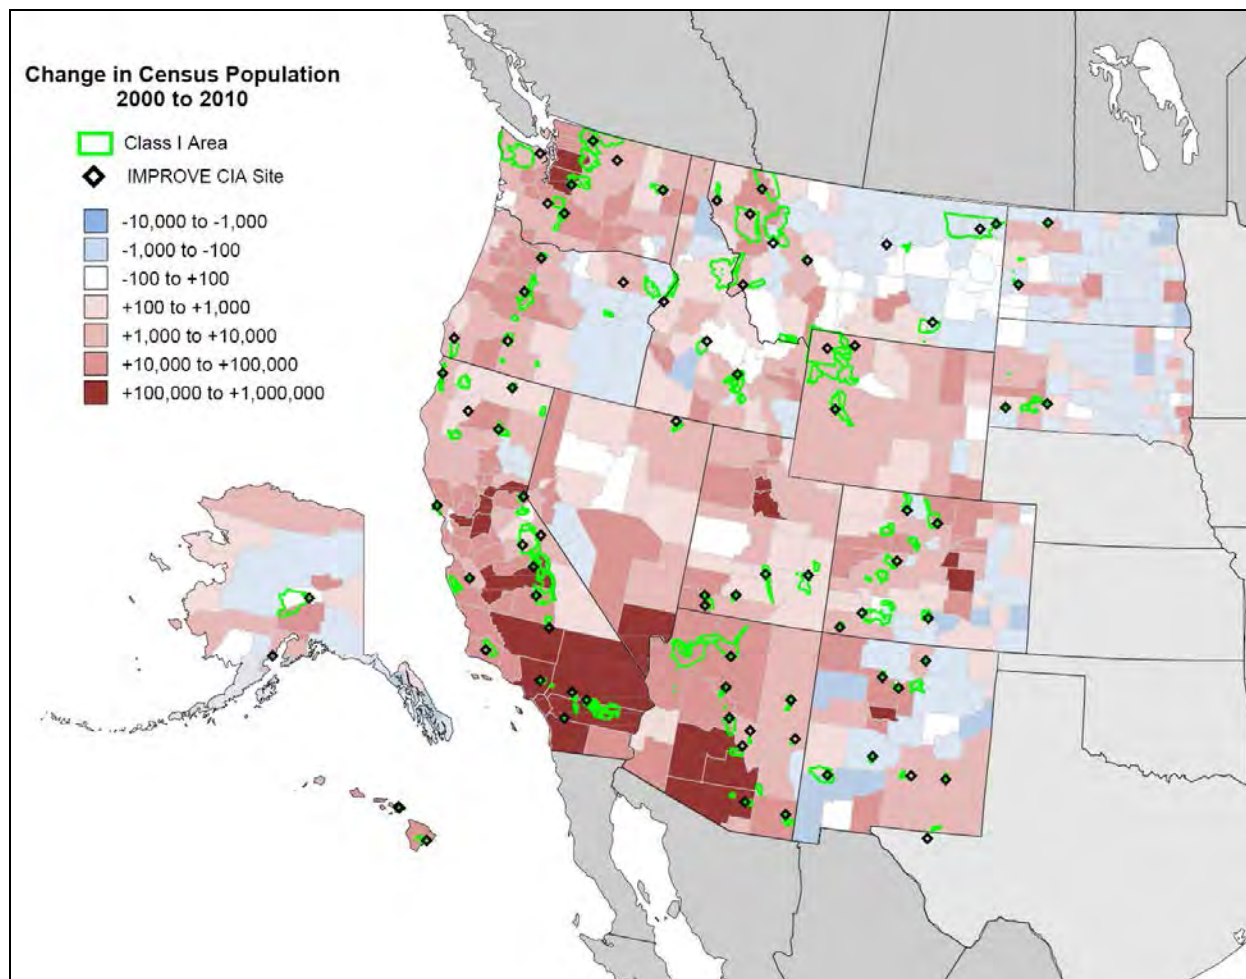 Change in Census Population
2000 to 2010
Class I Area
IMPROVE CIA Site
-10,000 to -1,000
-1,000 to -100
-100 to +100
+100 to +1,000
+1,000 to +10,000
+10,000 to +100,000
+100,000 to +1,000,000